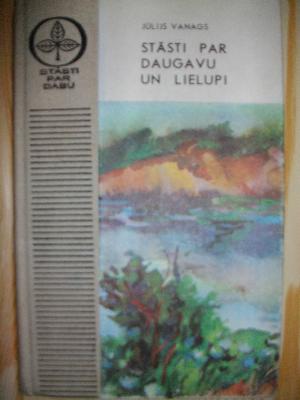 JŪLIJS VANAGS
STĀSTI PAR
DAUGAVU
UN LIELUPI
STĀSTI
PAR
DABU